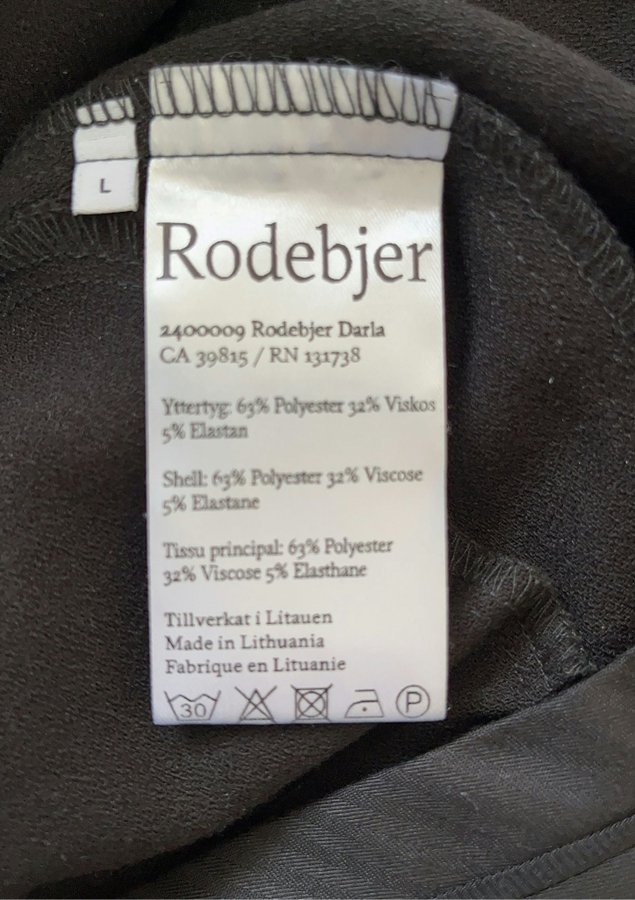 L
Rodebjer
2400009 Rodebjer Darla
CA 39815 / RN 131738
Yttertyg: 63% Polyester 32% Viskos
5% Elastan
Shell: 63% Polyester 32% Viscose
5% Elastane
Tissu principal: 63% Polyester
32% Viscose 5% Elasthane
Tillverkat i Litauen
Made in Lithuania
Fabrique en Lituanie
30 P